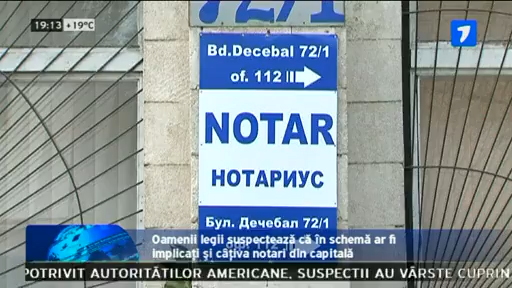 19:13 +19°C
72/1
Bd.Decebal 72/1
of. 112
NOTAR
НОТАРИУС
Бул. Дечебал 72/1
Oamenii legii suspectează că în schemă ar fi
implicați și câțiva notari din capitală
POTRIVIT AUTORITĂȚILOR AMERICANE, SUSPECTII AU VÂRSTE CUPRIN